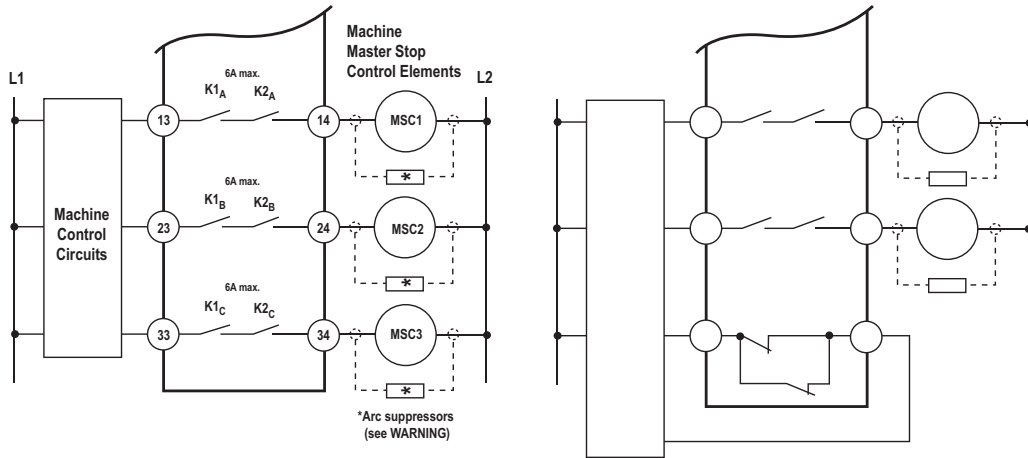 Machine
Master Stop
Control Elements
L1
L2
6A max.
K1A K2A
13
14
MSC1
*
6A max.
K1B K2B
Machine
Control
Circuits
23
24
MSC2
*
6A max.
K1C K2C
33
34
MSC3
*
*Arc suppressors
(see WARNING)